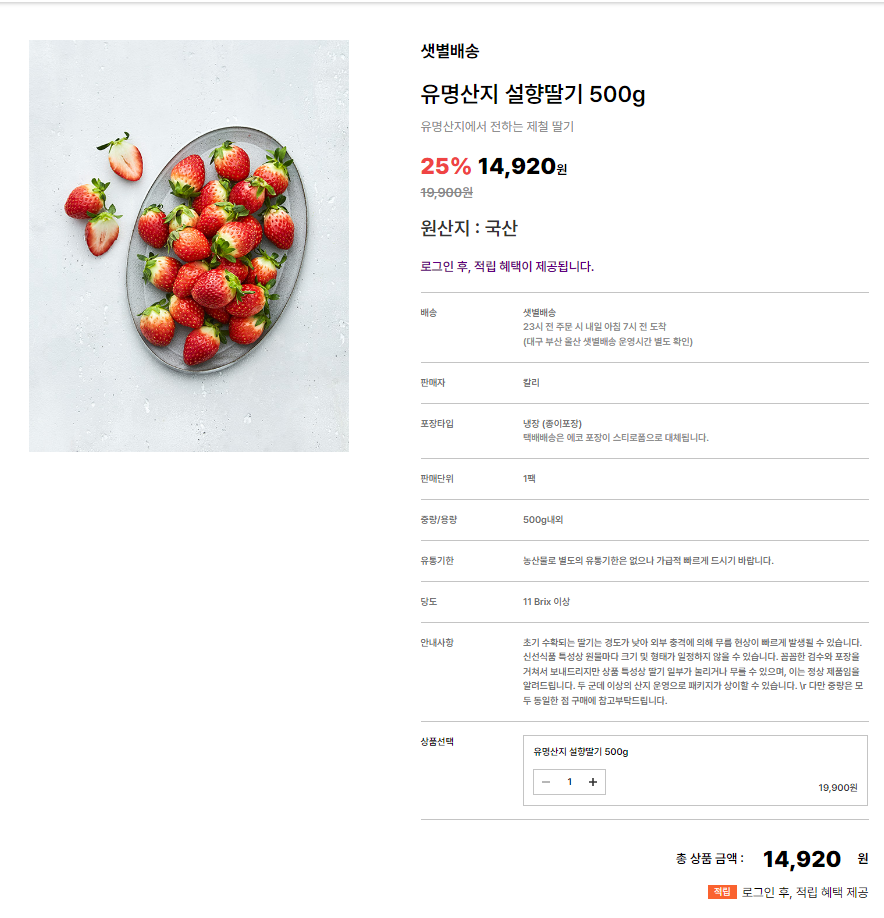 샛별배송
유명산지 설향딸기 500g
유명산지에서 전하는 제철 딸기
25% 14,920원
19,900원
원산지 : 국산
로그인 후, 적립 혜택이 제공됩니다.
배송
샛별배송
23시 전 주문 시 내일 아침 7시 전 도착
(대구 부산 울산 샛별배송 운영시간 별도 확인)
판매자
칼리
포장타입
냉장 (종이포장)
택배배송은 에코 포장이 스티로폼으로 대체됩니다.
판매단위
1팩
중량/용량
500g내외
유통기한
농산물로 별도의 유통기한은 없으나 가급적 빠르게 드시기 바랍니다.
당도
11 Brix 이상
안내사항
초기 수확되는 딸기는 경도가 낮아 외부 충격에 의해 무름 현상이 빠르게 발생될 수 있습니다.
신선식품 특성상 원물마다 크기 및 형태가 일정하지 않을 수 있습니다. 꼼꼼한 검수와 포장을
거쳐서 보내드리지만 상품 특성상 딸기 일부가 눌리거나 무를 수 있으며, 이는 정상 제품임을
알려드립니다. 두 군데 이상의 산지 운영으로 패키지가 상이할 수 있습니다. \r 다만 중량은 모
두 동일한 점 구매에 참고부탁드립니다.
상품선택
유명산지 설향딸기 500g
− 1 +
19,900원
총 상품 금액 : 14,920 원
적립 로그인 후, 적립 혜택 제공